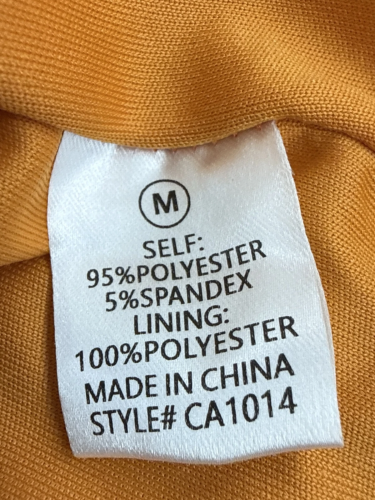 M
SELF:
95%POLYESTER
5%SPANDEX
LINING:
100%POLYESTER
MADE IN CHINA
STYLE# CA1014